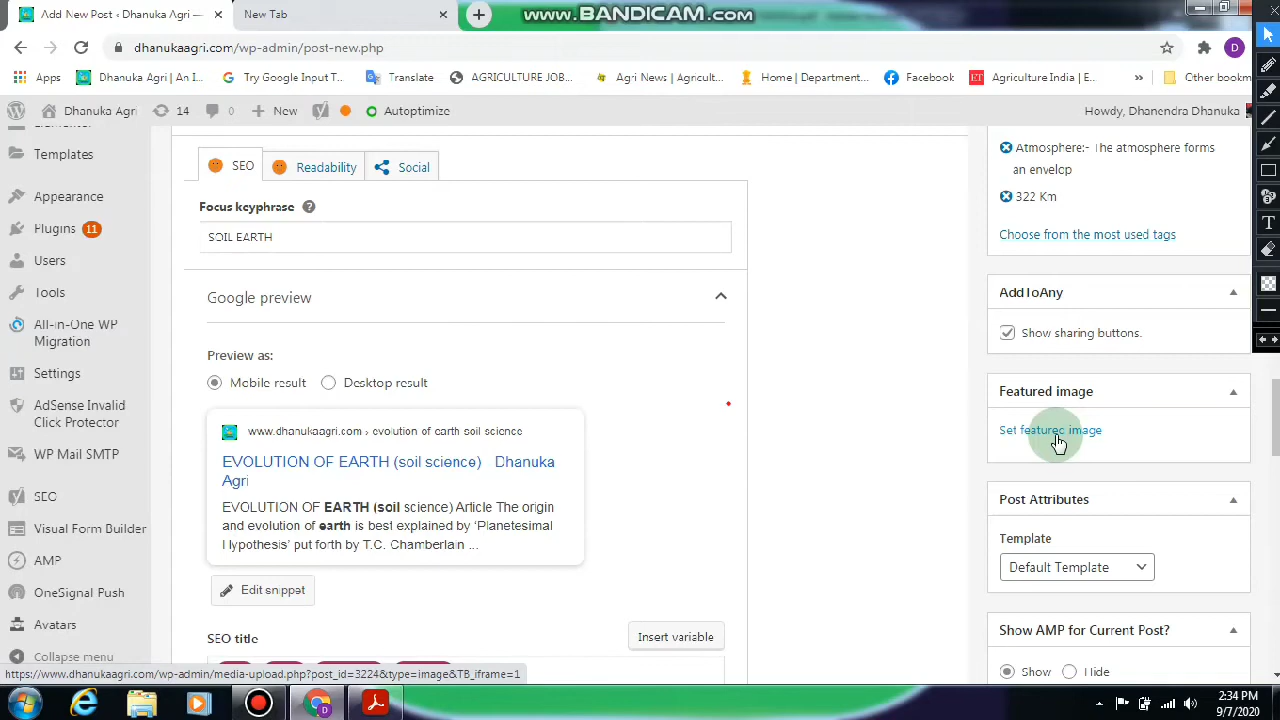 Add New Post ‹ Dhanuka Agri —
New Tab
www.BANDICAM.com
dhanukaagri.com/wp-admin/post-new.php
D
Apps
Dhanuka Agri | An I...
Try Google Input T...
Translate
AGRICULTURE JOB...
Agri News | Agricult...
Home | Department...
Facebook
ET
Agriculture India | E...
»
Other book
Dhanuka Agri
14
0
New
Autoptimize
Howdy, Dhanendra Dhanuka
Templates
Appearance
Plugins 11
Users
Tools
All-in-One WP
Migration
Settings
AdSense Invalid
Click Protector
WP Mail SMTP
SEO
Visual Form Builder
AMP
OneSignal Push
Avatars
Collapse menu
SEO
Readability
Social
Focus keyphrase
SOIL EARTH
Google preview
Preview as:
Mobile result
Desktop result
www.dhanukaagri.com › evolution of earth soil science
EVOLUTION OF EARTH (soil science) Dhanuka
Agri
EVOLUTION OF EARTH (soil science) Article The origin
and evolution of earth is best explained by 'Planetesimal
Hypothesis' put forth by T.C. Chamberlain ...
Edit snippet
SEO title
Insert variable
Atmosphere:- The atmosphere forms
an envelop
322 Km
Choose from the most used tags
AddToAny
Show sharing buttons.
Featured image
Set featured image
Post Attributes
Template
Default Template
Show AMP for Current Post?
Show
Hide
https://www.dhanukaagri.com/wp-admin/media-upload.php?post_id=3224&type=image&TB_iframe=1
2:34 PM
9/7/2020